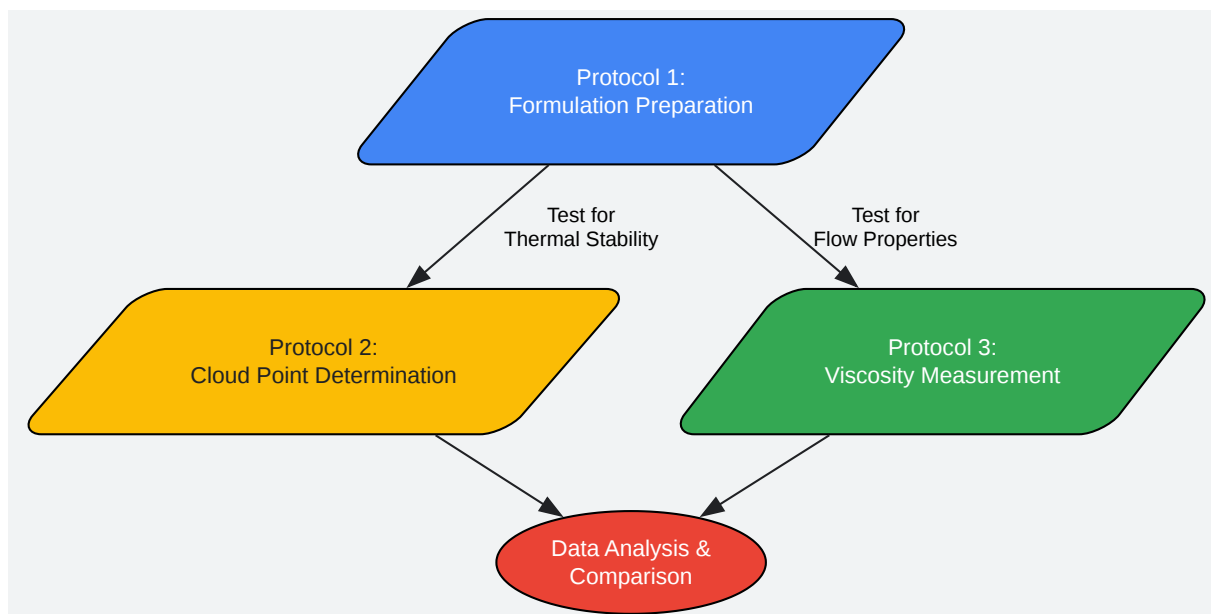 Protocol 1:
Formulation Preparation
Test for
Thermal Stability
Test for
Flow Properties
Protocol 2:
Cloud Point Determination
Protocol 3:
Viscosity Measurement
Data Analysis &
Comparison